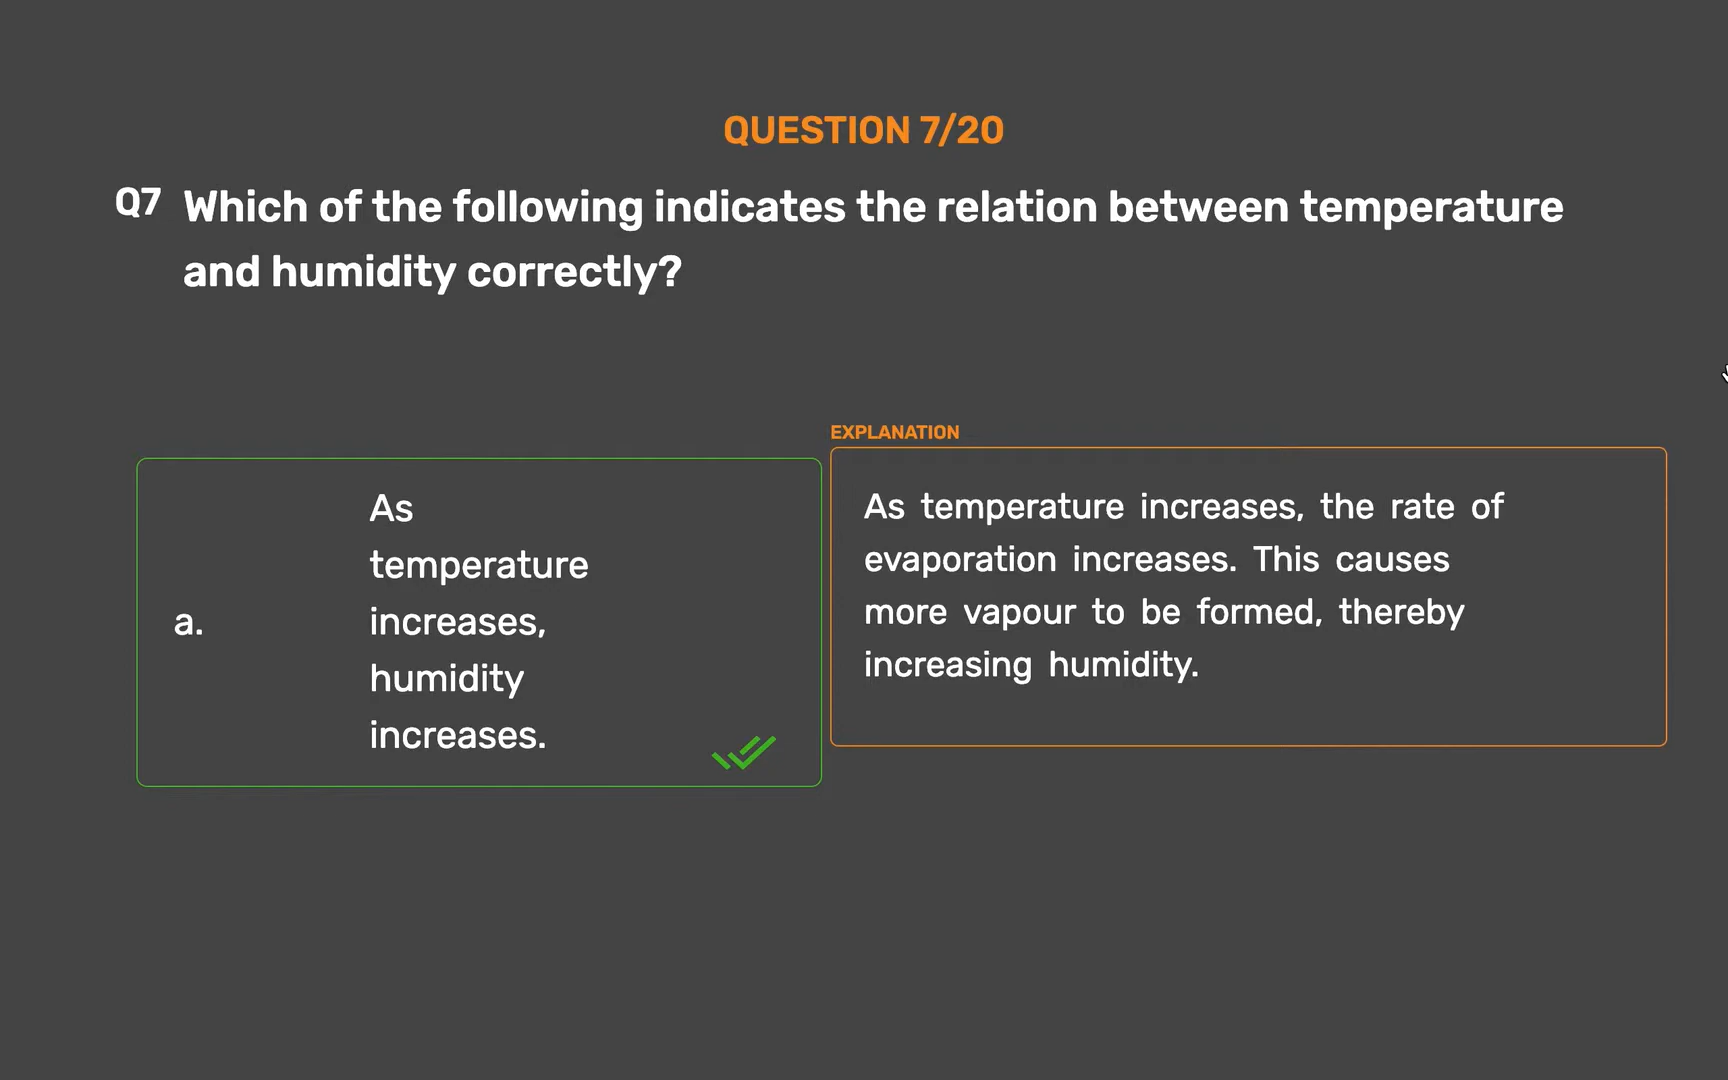 QUESTION 7/20
Q7 Which of the following indicates the relation between temperature
and humidity correctly?
a.
As
temperature
increases,
humidity
increases.
EXPLANATION
As temperature increases, the rate of
evaporation increases. This causes
more vapour to be formed, thereby
increasing humidity.